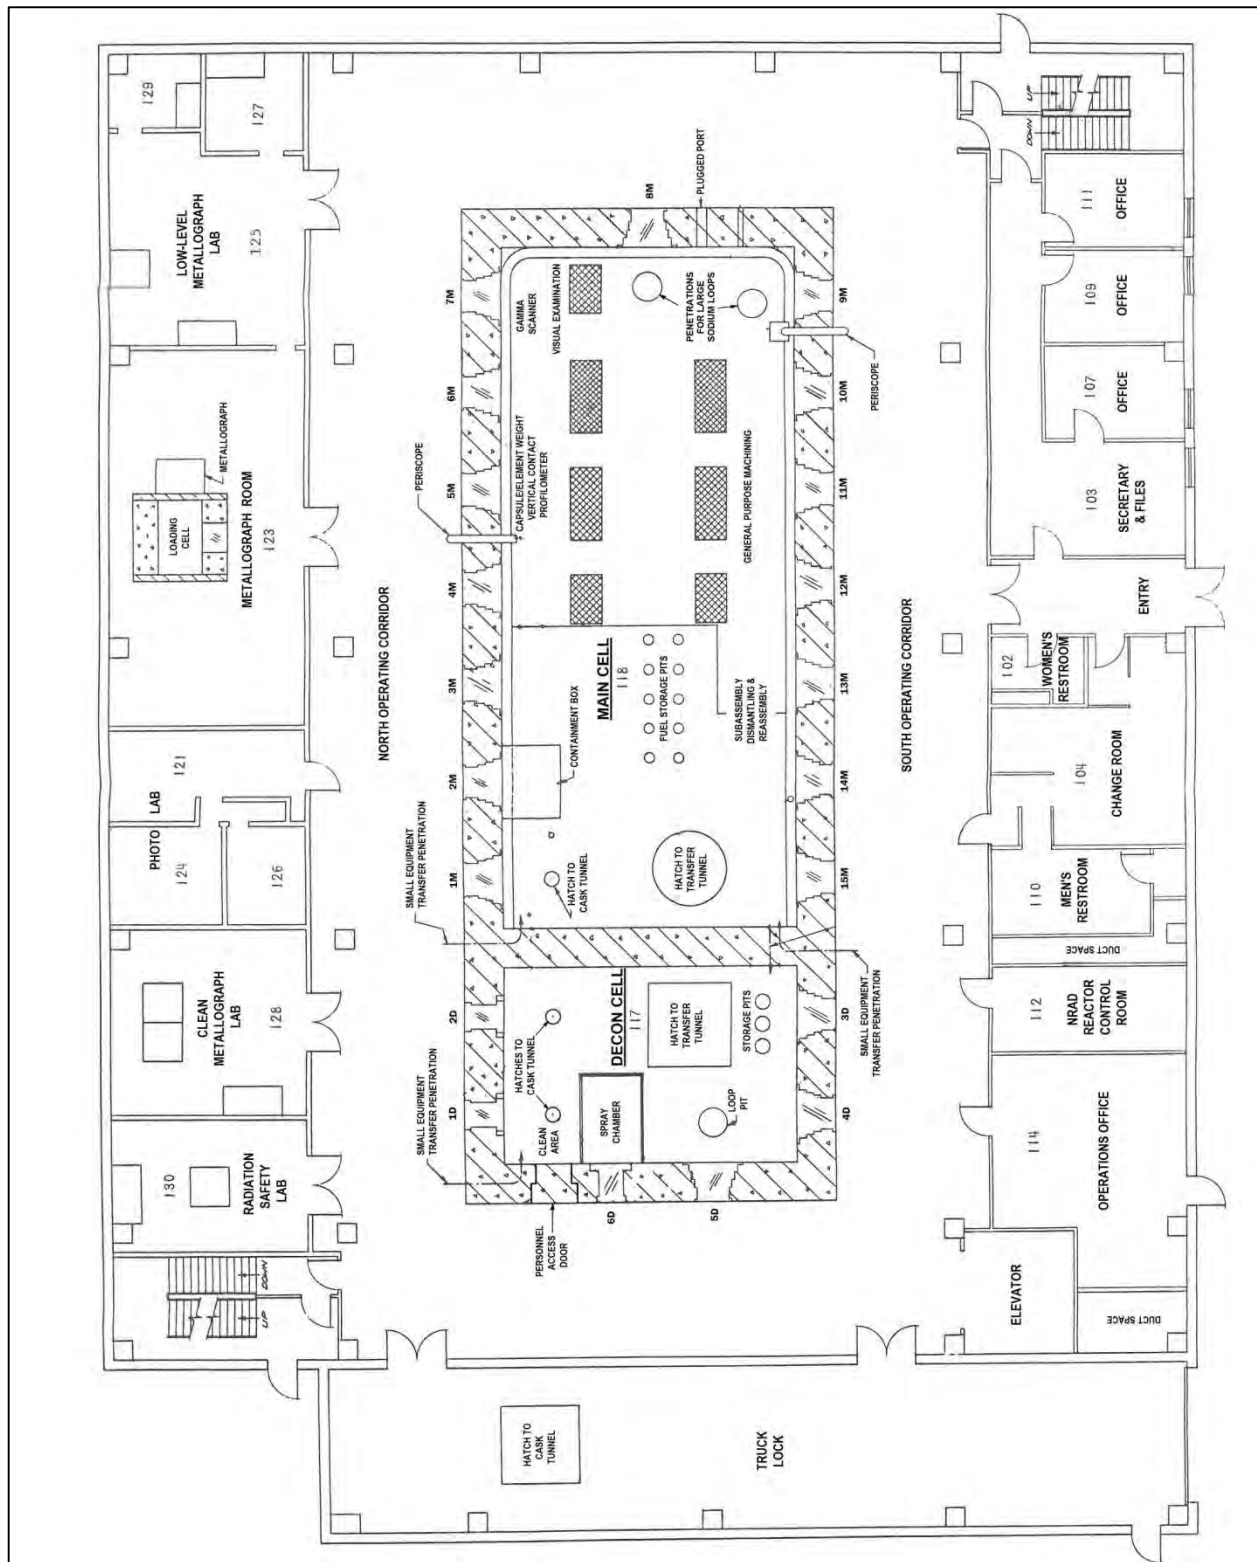 129
127
LOW-LEVEL
METALLOGRAPH
LAB
125
METALLOGRAPH
LOADING
CELL
METALLOGRAPH ROOM
123
LAB
121
PHOTO
124
126
CLEAN
METALLOGRAPH
LAB
128
130
RADIATION
SAFETY
LAB
DOWN
UP
NORTH OPERATING CORRIDOR
SMALL EQUIPMENT
TRANSFER PENETRATION
SMALL EQUIPMENT
TRANSFER PENETRATION
PERISCOPE
1D
2D
1M
2M
3M
4M
5M
6M
7M
8M
PLUGGED PORT
GAMMA
SCANNER
VISUAL EXAMINATION
CAPSULE/ELEMENT WEIGHT
VERTICAL CONTACT
PROFILOMETER
PENETRATIONS
FOR LARGE
SODIUM LOOPS
CONTAINMENT BOX
HATCH TO
CASK TUNNEL
MAIN CELL
118
FUEL STORAGE PITS
HATCH TO
TRANSFER
TUNNEL
SUBASSEMBLY
DISMANTLING &
REASSEMBLY
GENERAL PURPOSE MACHINING
HATCHES TO
CASK TUNNEL
CLEAN
AREA
DECON CELL
117
SPRAY
CHAMBER
HATCH TO
TRANSFER
TUNNEL
STORAGE PITS
LOOP
PIT
PERSONNEL
ACCESS
DOOR
6D
5D
4D
3D
15M
14M
13M
12M
11M
10M
9M
PERISCOPE
SMALL EQUIPMENT
TRANSFER PENETRATION
SOUTH OPERATING CORRIDOR
UP
DOWN
111
OFFICE
109
OFFICE
107
OFFICE
103
SECRETARY
& FILES
ENTRY
102
WOMEN'S
RESTROOM
104
CHANGE ROOM
110
MEN'S
RESTROOM
DUCT SPACE
112
NRAD
REACTOR
CONTROL
ROOM
114
OPERATIONS OFFICE
ELEVATOR
DUCT SPACE
HATCH TO
CASK
TUNNEL
TRUCK
LOCK